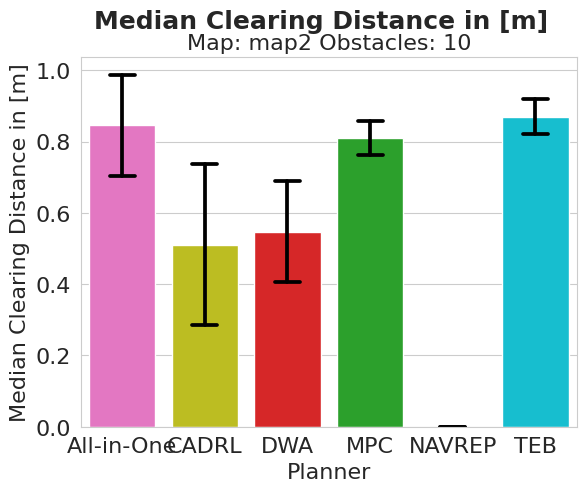 Median Clearing Distance in [m]
Map: map2 Obstacles: 10
Median Clearing Distance in [m]
1.0
0.8
0.6
0.4
0.2
0.0
All-in-One CADRL DWA MPC NAVREP TEB
Planner